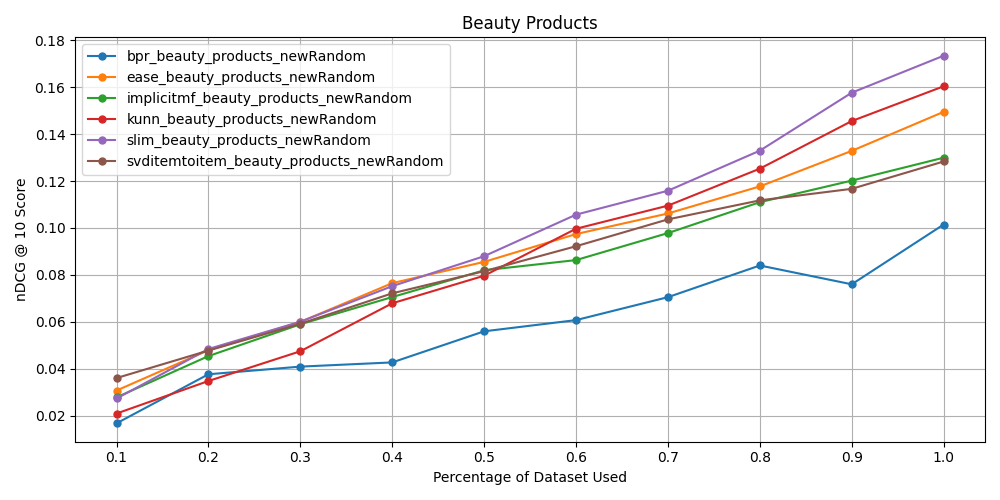 Beauty Products
nDCG @ 10 Score
0.18
0.16
0.14
0.12
0.10
0.08
0.06
0.04
0.02
bpr_beauty_products_newRandom
ease_beauty_products_newRandom
implicitmf_beauty_products_newRandom
kunn_beauty_products_newRandom
slim_beauty_products_newRandom
svditemtoitem_beauty_products_newRandom
0.1 0.2 0.3 0.4 0.5 0.6 0.7 0.8 0.9 1.0
Percentage of Dataset Used